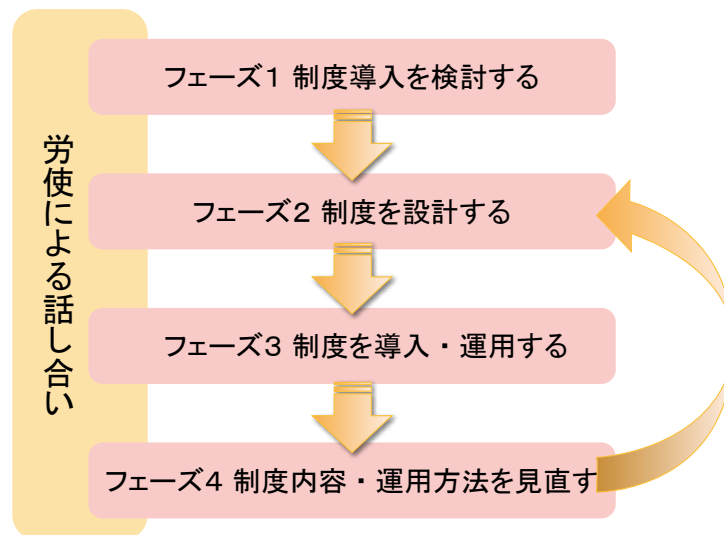 労使による話し合い
フェーズ1 制度導入を検討する
フェーズ2 制度を設計する
フェーズ3 制度を導入・運用する
フェーズ4 制度内容・運用方法を見直す